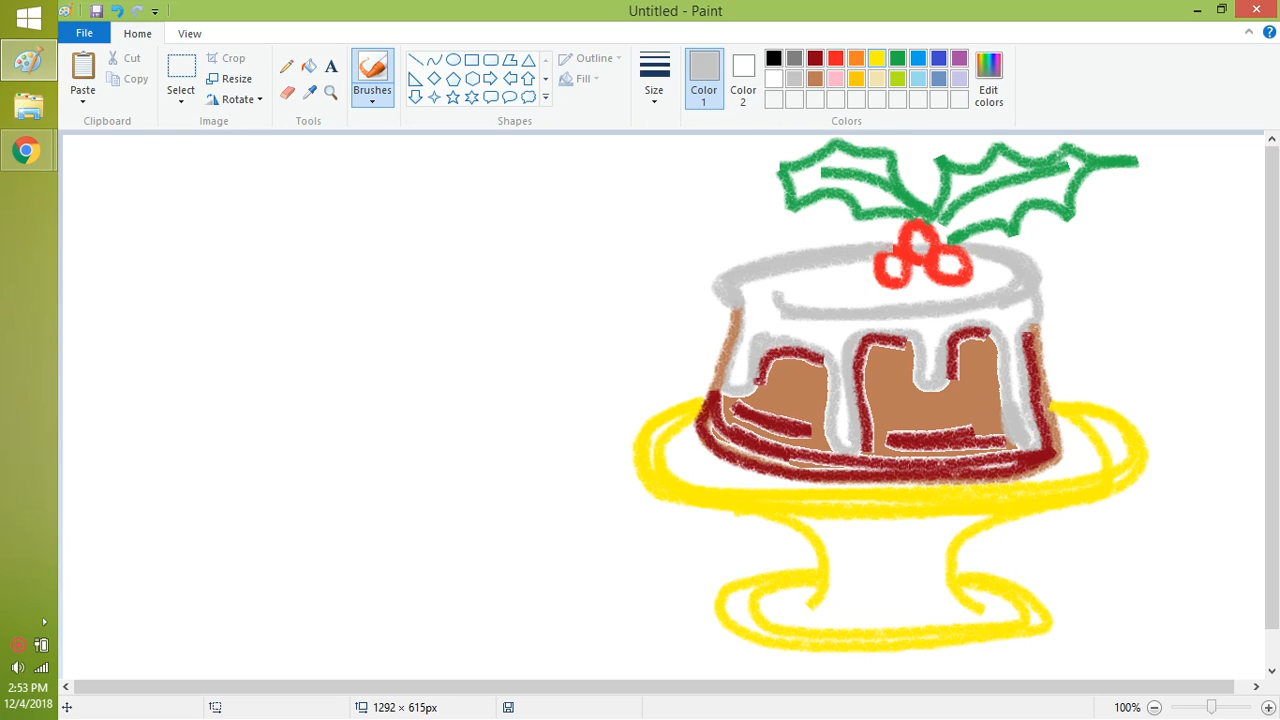 Untitled - Paint
File
Home
View
Paste
Cut
Copy
Clipboard
Select
Crop
Resize
Rotate
Image
A
Tools
Brushes
Outline
Fill
Shapes
Size
Color
1
Color
2
Edit
colors
Colors
2:53 PM
12/4/2018
1292 × 615px
100%